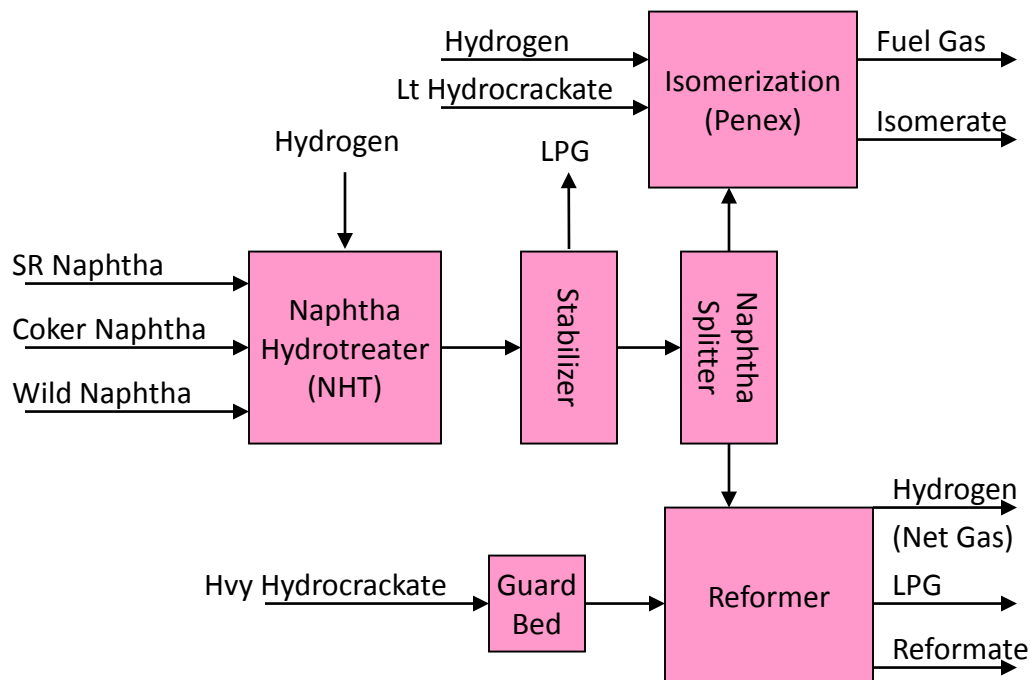 Hydrogen
Lt Hydrocrackate
Isomerization
(Penex)
Fuel Gas
Isomerate
Hydrogen
LPG
SR Naphtha
Coker Naphtha
Wild Naphtha
Naphtha
Hydrotreater
(NHT)
Stabilizer
Naphtha
Splitter
Hvy Hydrocrackate
Guard
Bed
Reformer
Hydrogen
(Net Gas)
LPG
Reformate